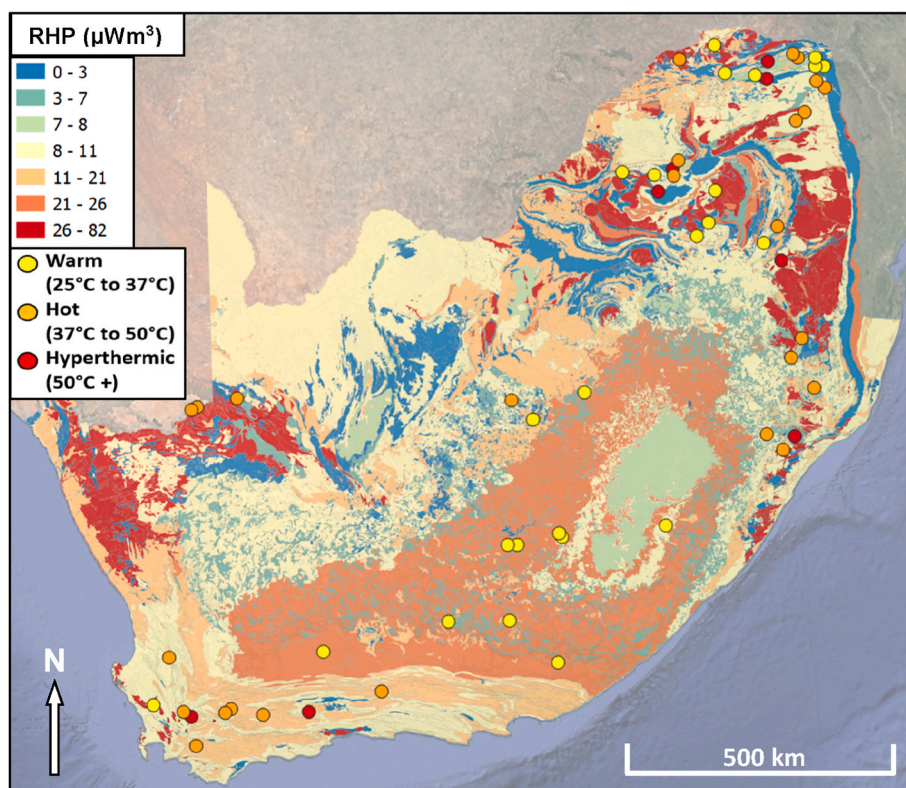 RHP (µWm³)
0 - 3
3 - 7
7 - 8
8 - 11
11 - 21
21 - 26
26 - 82
Warm
(25°C to 37°C)
Hot
(37°C to 50°C)
Hyperthermic
(50°C +)
N
500 km